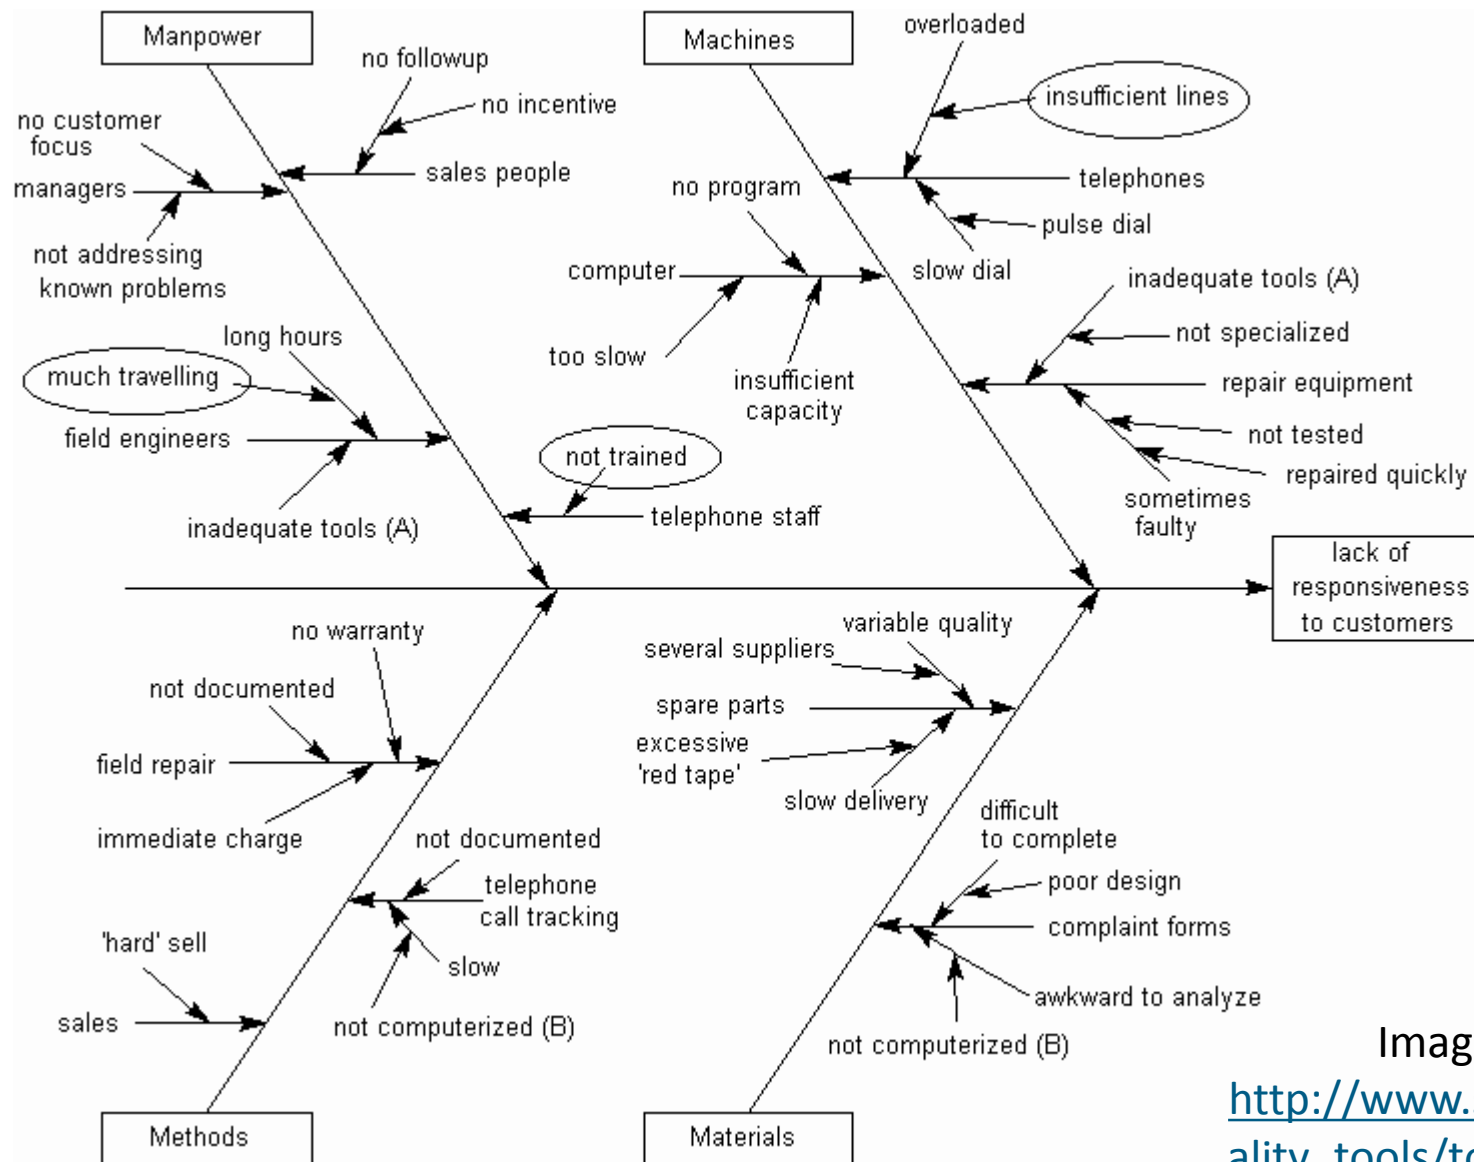 Manpower
no followup
no incentive
no customer
focus
managers
sales people
not addressing
known problems
long hours
much travelling
field engineers
inadequate tools (A)
not trained
telephone staff
Machines
overloaded
insufficient lines
telephones
no program
pulse dial
slow dial
computer
too slow
insufficient
capacity
inadequate tools (A)
not specialized
repair equipment
not tested
repaired quickly
sometimes
faulty
lack of
responsiveness
to customers
no warranty
not documented
field repair
immediate charge
not documented
telephone
call tracking
slow
not computerized (B)
'hard' sell
sales
Methods
variable quality
several suppliers
spare parts
excessive
'red tape'
slow delivery
difficult
to complete
poor design
complaint forms
awkward to analyze
not computerized (B)
Materials
Imag
http://www.
ality_tools/to